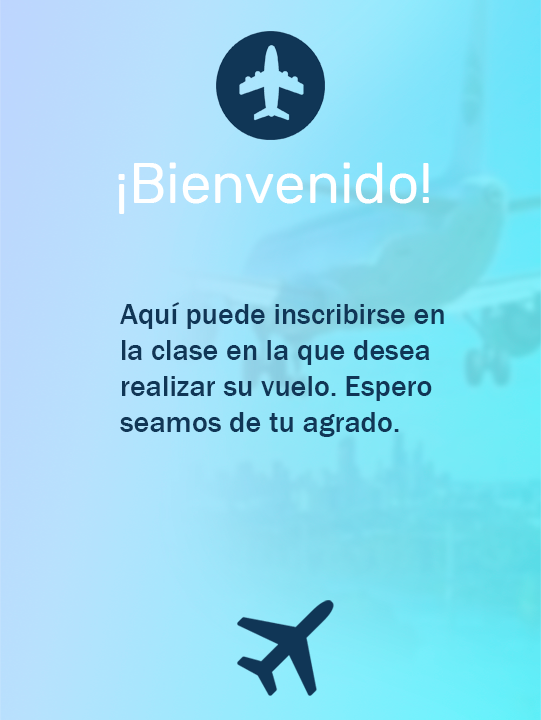 ¡Bienvenido!
Aquí puede inscribirse en
la clase en la que desea
realizar su vuelo. Espero
seamos de tu agrado.